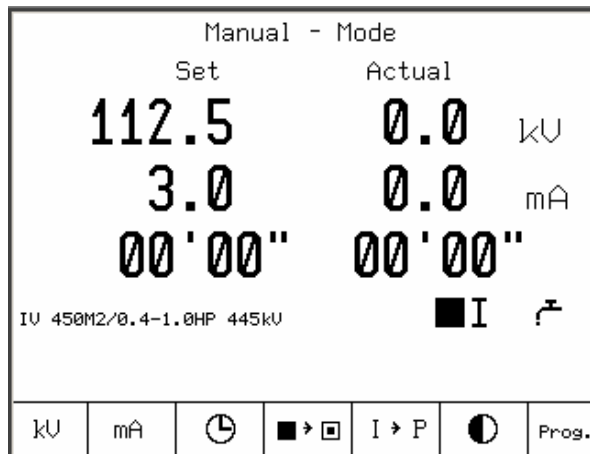 Manual - Mode
Set Actual
112.5 0.0 kV
3.0 0.0 mA
00'00" 00'00"
IV 450M2/0.4-1.0HP 445kV I
kV mA I → P Prog.